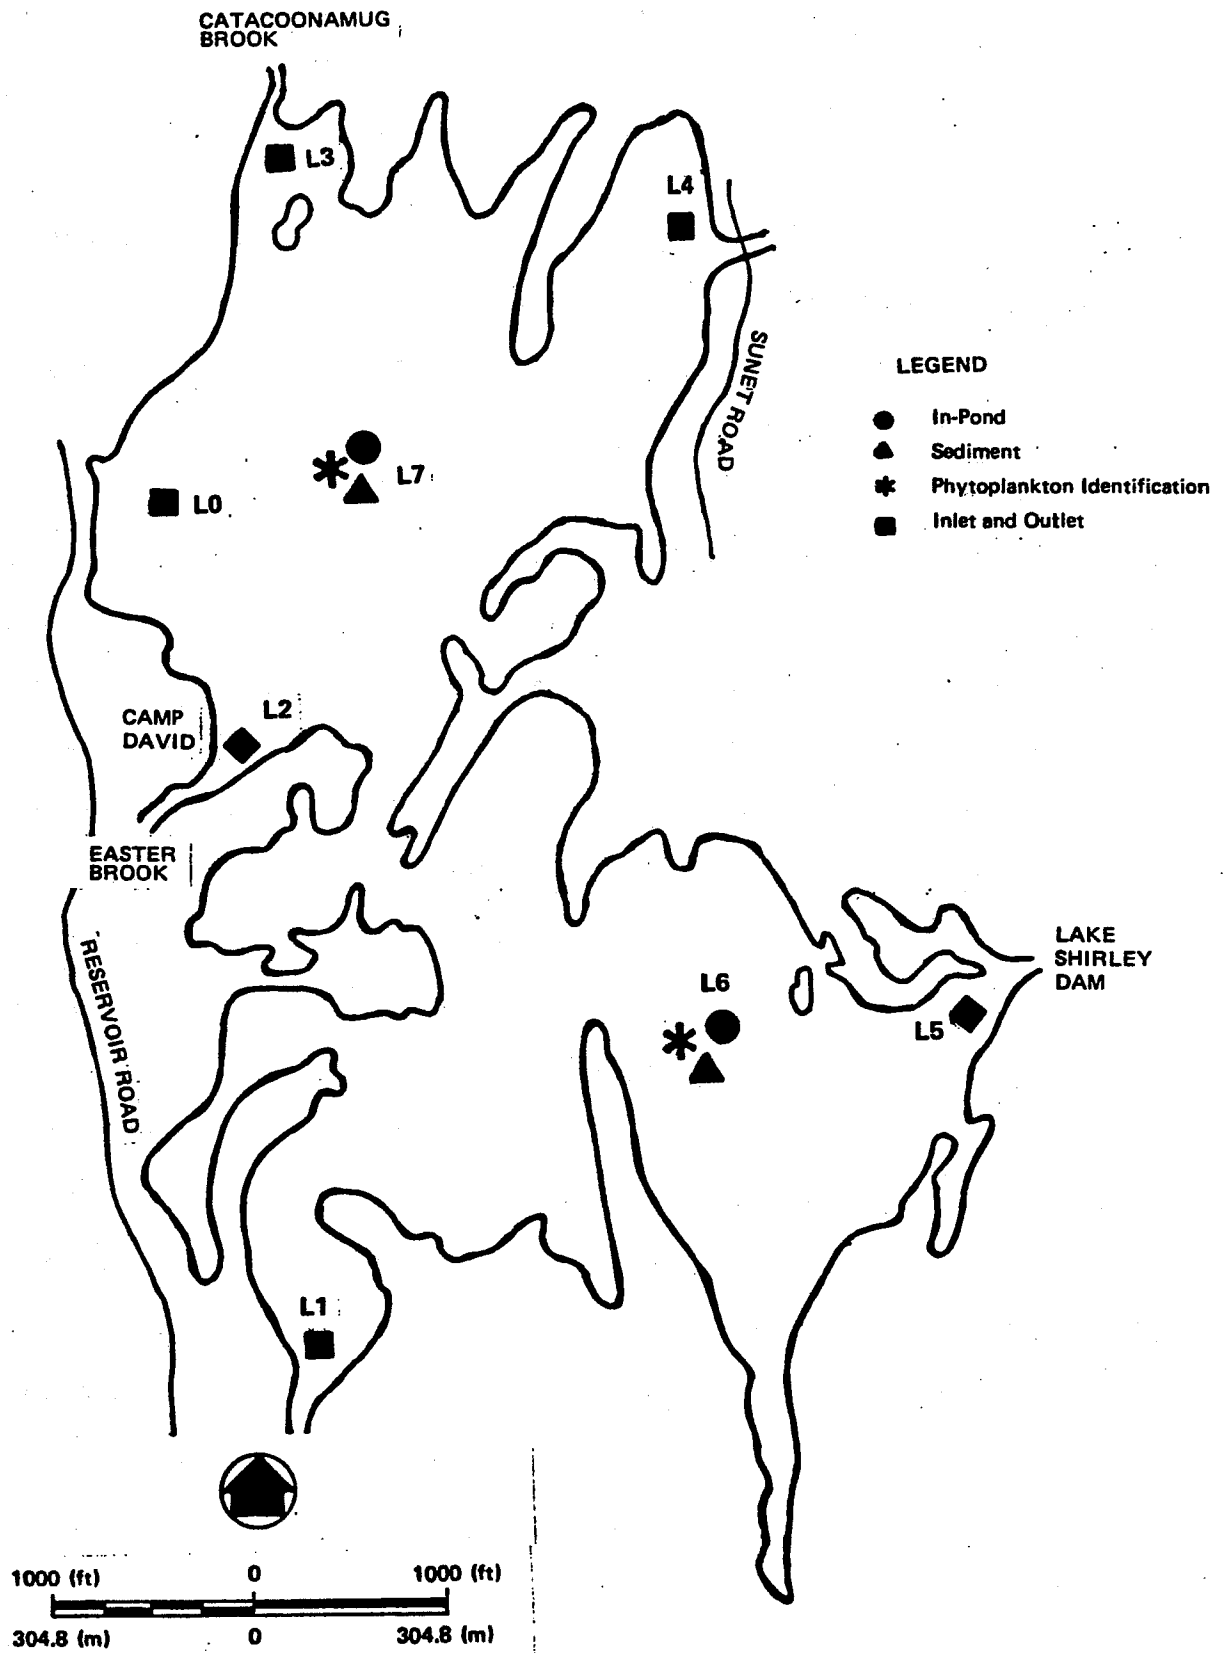 CATACOONAMUG
BROOK
L3
L4
SUNET ROAD
LEGEND
In-Pond
Sediment
Phytoplankton Identification
Inlet and Outlet
L7
L0
L2
CAMP
DAVID
EASTER
BROOK
RESERVOIR ROAD
LAKE
SHIRLEY
DAM
L6
L5
L1
1000 (ft) 0 1000 (ft)
304.8 (m) 0 304.8 (m)